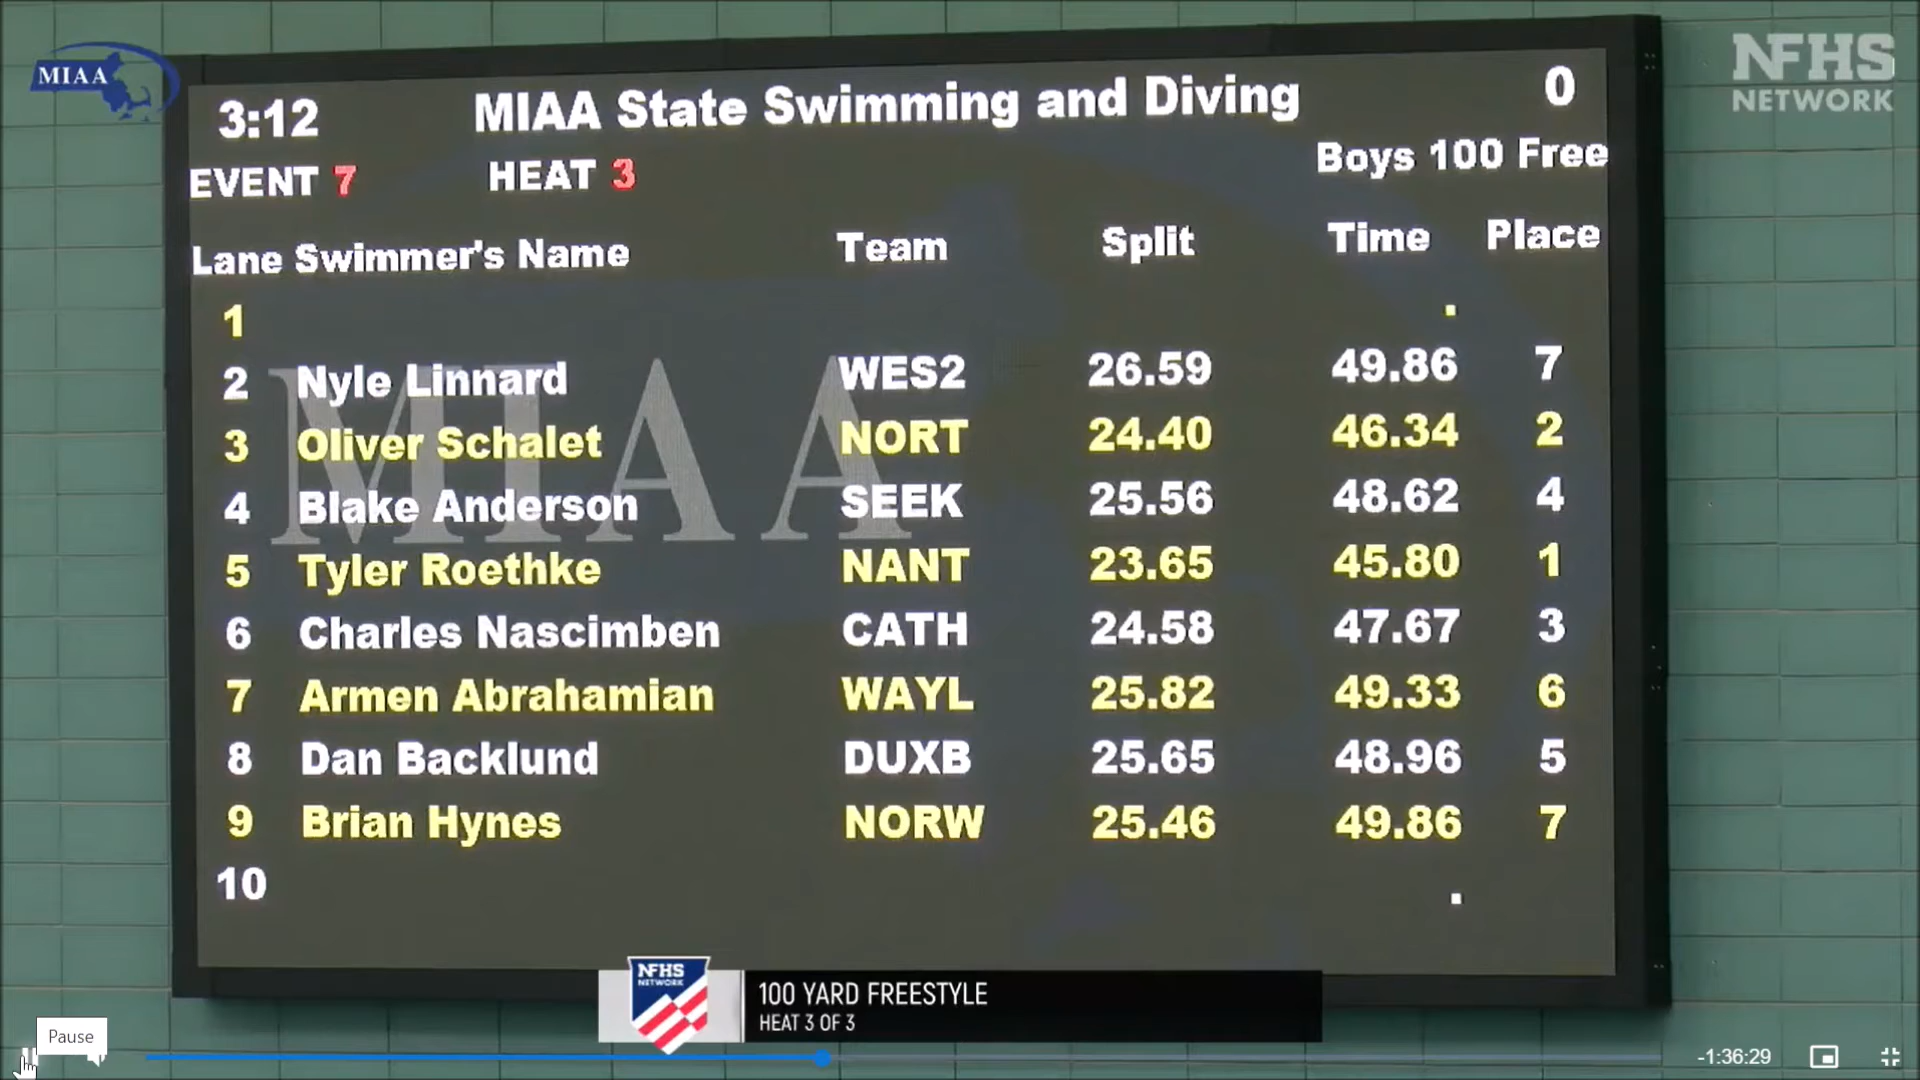 MIAA
NFHS
NETWORK
3:12 MIAA State Swimming and Diving 0
EVENT 7 HEAT 3 Boys 100 Free
Lane Swimmer's Name Team Split Time Place
1 .
2 Nyle Linnard WES2 26.59 49.86 7
3 Oliver Schalet NORT 24.40 46.34 2
4 Blake Anderson SEEK 25.56 48.62 4
5 Tyler Roethke NANT 23.65 45.80 1
6 Charles Nascimben CATH 24.58 47.67 3
7 Armen Abrahamian WAYL 25.82 49.33 6
8 Dan Backlund DUXB 25.65 48.96 5
9 Brian Hynes NORW 25.46 49.86 7
10 .
MIAA
NFHS
NETWORK
100 YARD FREESTYLE
HEAT 3 OF 3
Pause
-1:36:29